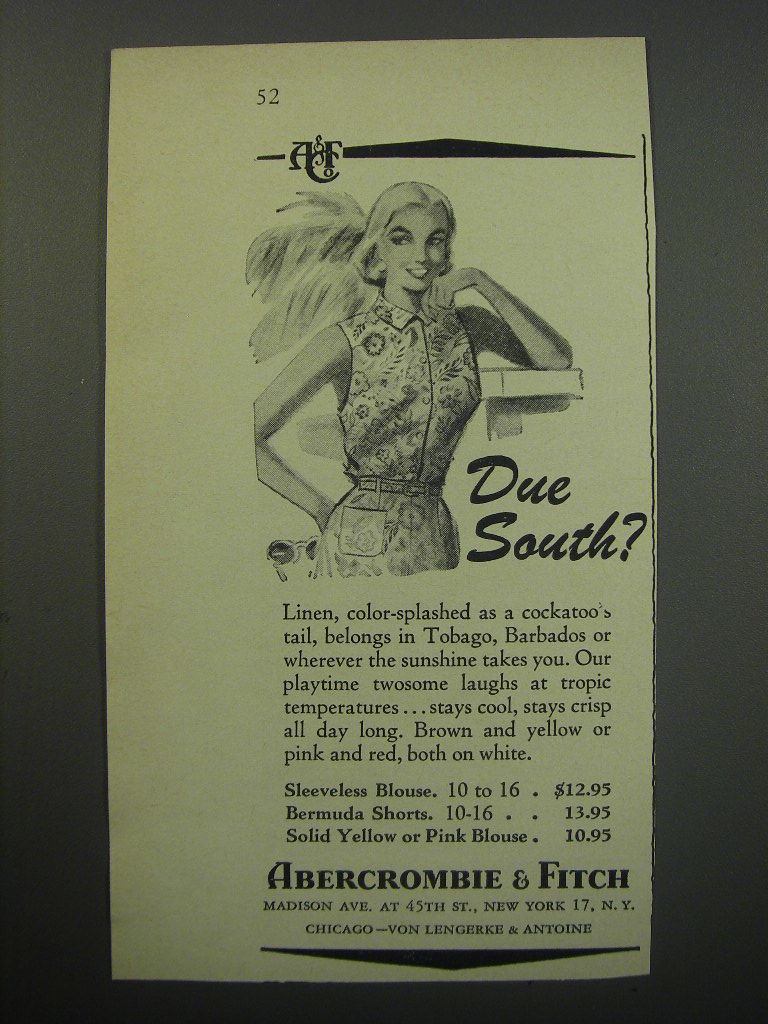 52
A&F Co
Due
South?
Linen, color-splashed as a cockatoo's
tail, belongs in Tobago, Barbados or
wherever the sunshine takes you. Our
playtime twosome laughs at tropic
temperatures...stays cool, stays crisp
all day long. Brown and yellow or
pink and red, both on white.
Sleeveless Blouse. 10 to 16 . $12.95
Bermuda Shorts. 10-16 . . 13.95
Solid Yellow or Pink Blouse . 10.95
ABERCROMBIE & FITCH
MADISON AVE. AT 45TH ST., NEW YORK 17, N. Y.
CHICAGO—VON LENGERKE & ANTOINE